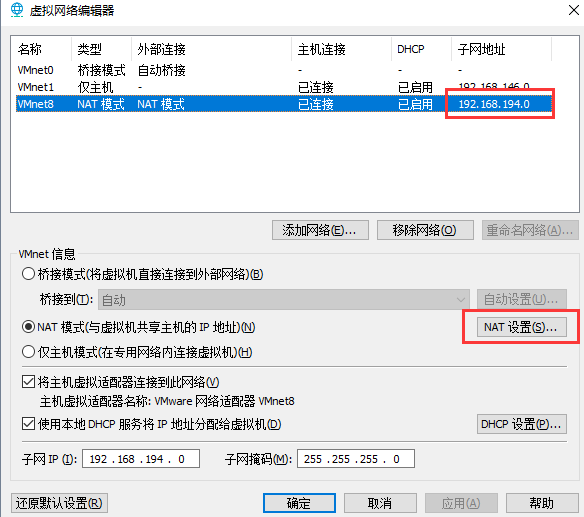 虚拟网络编辑器
名称 类型 外部连接 主机连接 DHCP 子网地址
VMnet0 桥接模式 自动桥接 - - -
VMnet1 仅主机 - 已连接 已启用 192.168.146.0
VMnet8 NAT 模式 NAT 模式 已连接 已启用 192.168.194.0
添加网络(E)... 移除网络(O) 重命名网络(A)...
VMnet 信息
桥接模式(将虚拟机直接连接到外部网络)(B)
桥接到(T): 自动 自动设置(U)...
NAT 模式(与虚拟机共享主机的 IP 地址)(N) NAT 设置(S)...
仅主机模式(在专用网络内连接虚拟机)(H)
将主机虚拟适配器连接到此网络(V)
主机虚拟适配器名称: VMware 网络适配器 VMnet8
使用本地 DHCP 服务将 IP 地址分配给虚拟机(D) DHCP 设置(P)...
子网 IP (I): 192 .168 .194 . 0 子网掩码(M): 255 .255 .255 . 0
还原默认设置(R) 确定 取消 应用(A) 帮助